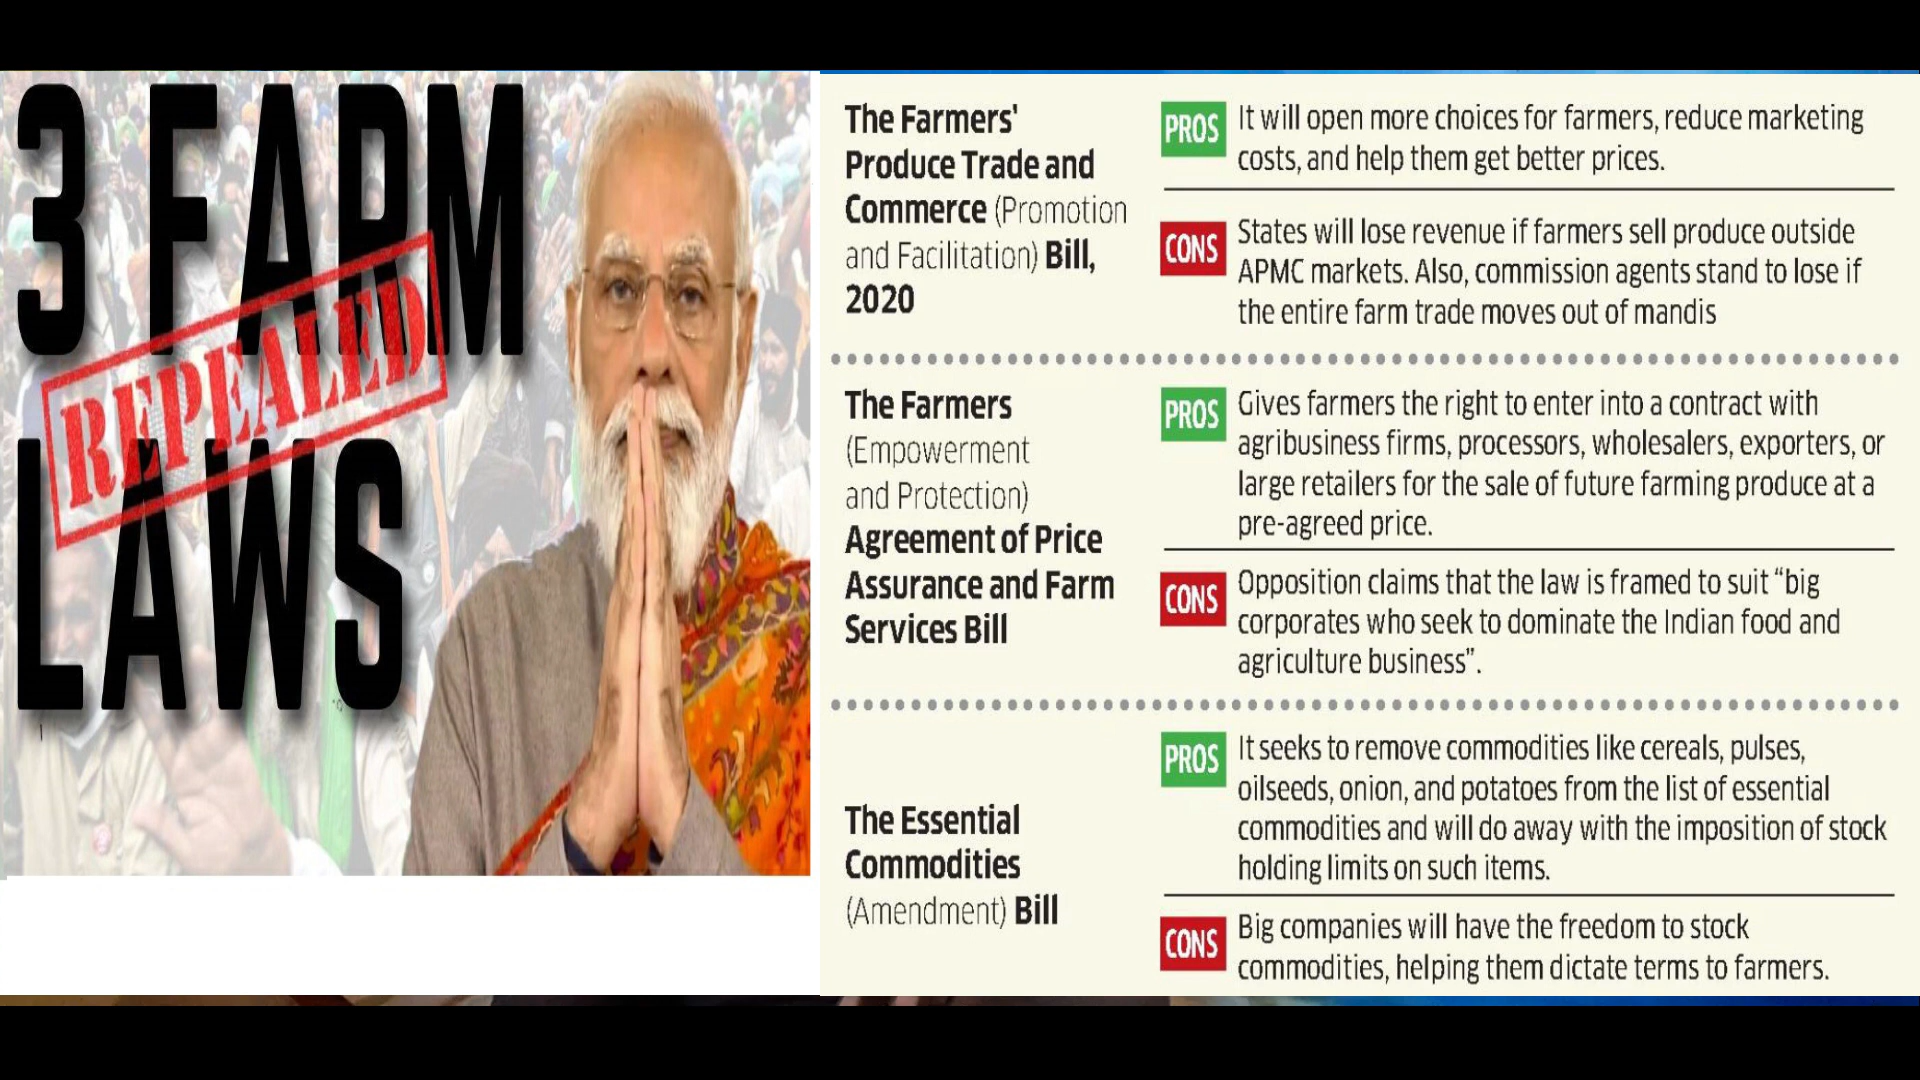 3 FARM
REPEALED
LAWS
The Farmers'
Produce Trade and
Commerce (Promotion
and Facilitation) Bill,
2020
PROS
It will open more choices for farmers, reduce marketing
costs, and help them get better prices.
CONS
States will lose revenue if farmers sell produce outside
APMC markets. Also, commission agents stand to lose if
the entire farm trade moves out of mandis
The Farmers
(Empowerment
and Protection)
Agreement of Price
Assurance and Farm
Services Bill
PROS
Gives farmers the right to enter into a contract with
agribusiness firms, processors, wholesalers, exporters, or
large retailers for the sale of future farming produce at a
pre-agreed price.
CONS
Opposition claims that the law is framed to suit “big
corporates who seek to dominate the Indian food and
agriculture business”.
The Essential
Commodities
(Amendment) Bill
PROS
It seeks to remove commodities like cereals, pulses,
oilseeds, onion, and potatoes from the list of essential
commodities and will do away with the imposition of stock
holding limits on such items.
CONS
Big companies will have the freedom to stock
commodities, helping them dictate terms to farmers.